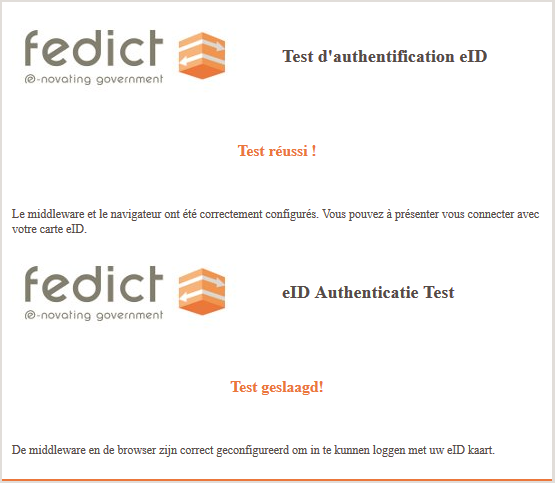 fedict
e-novating government
Test d'authentification eID
Test réussi !
Le middleware et le navigateur ont été correctement configurés. Vous pouvez à présenter vous connecter avec
votre carte eID.
fedict
e-novating government
eID Authenticatie Test
Test geslaagd!
De middleware en de browser zijn correct geconfigureerd om in te kunnen loggen met uw eID kaart.